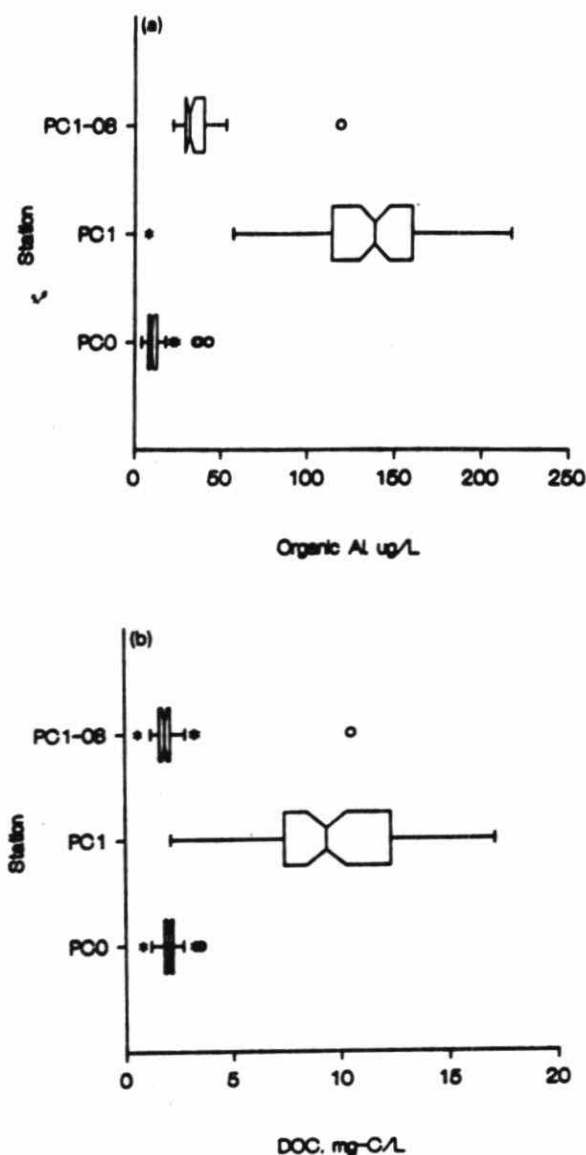 (a)
PC1-08
PC1
PC0
Station
0 50 100 150 200 250
Organic Al. ug/L
(b)
PC1-08
PC1
PC0
Station
0 5 10 15 20
DOC. mg-C/L